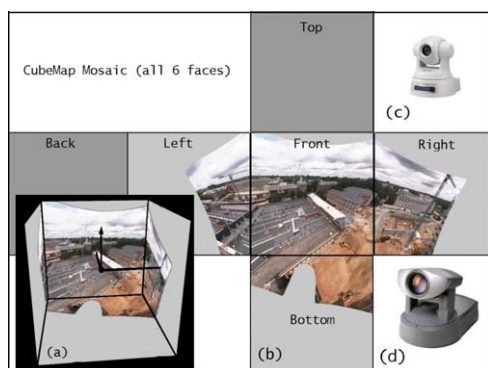 Top
CubeMap Mosaic (all 6 faces)
(c)
Back
Left
Front
Right
Bottom
(a)
(b)
(d)